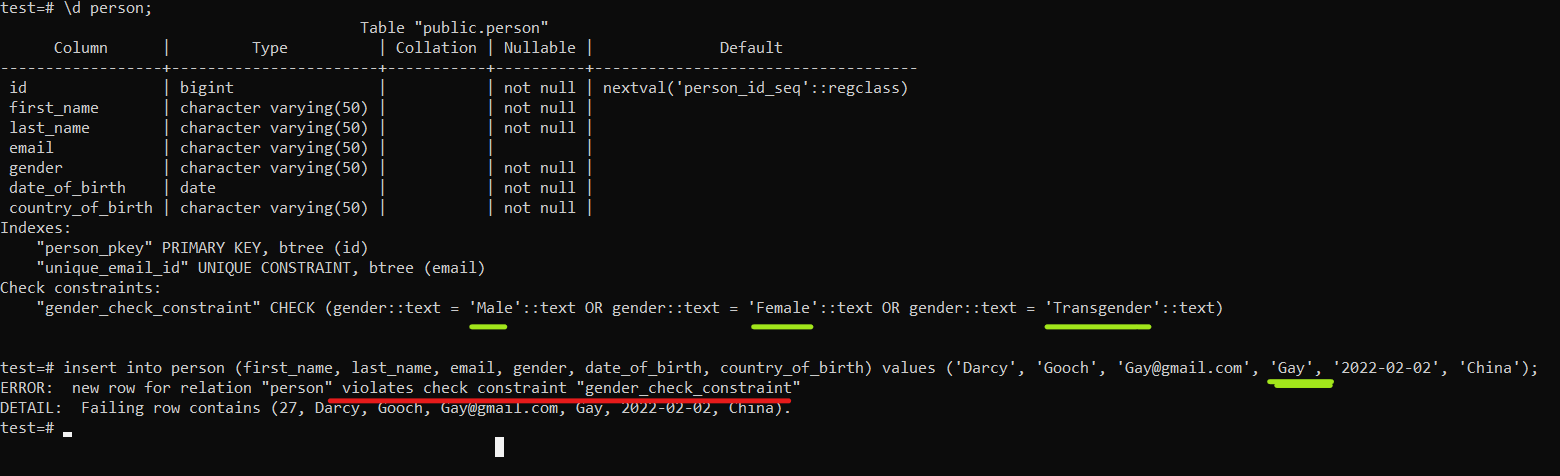 test=# \d person;
                                        Table "public.person"
      Column      |         Type          | Collation | Nullable |              Default
------------------+-----------------------+-----------+----------+------------------------------------
 id               | bigint                |           | not null | nextval('person_id_seq'::regclass)
 first_name       | character varying(50) |           | not null |
 last_name        | character varying(50) |           | not null |
 email            | character varying(50) |           |          |
 gender           | character varying(50) |           | not null |
 date_of_birth    | date                  |           | not null |
 country_of_birth | character varying(50) |           | not null |
Indexes:
    "person_pkey" PRIMARY KEY, btree (id)
    "unique_email_id" UNIQUE CONSTRAINT, btree (email)
Check constraints:
    "gender_check_constraint" CHECK (gender::text = 'Male'::text OR gender::text = 'Female'::text OR gender::text = 'Transgender'::text)
test=# insert into person (first_name, last_name, email, gender, date_of_birth, country_of_birth) values ('Darcy', 'Gooch', 'Gay@gmail.com', 'Gay', '2022-02-02', 'China');
ERROR:  new row for relation "person" violates check constraint "gender_check_constraint"
DETAIL:  Failing row contains (27, Darcy, Gooch, Gay@gmail.com, Gay, 2022-02-02, China).
test=#